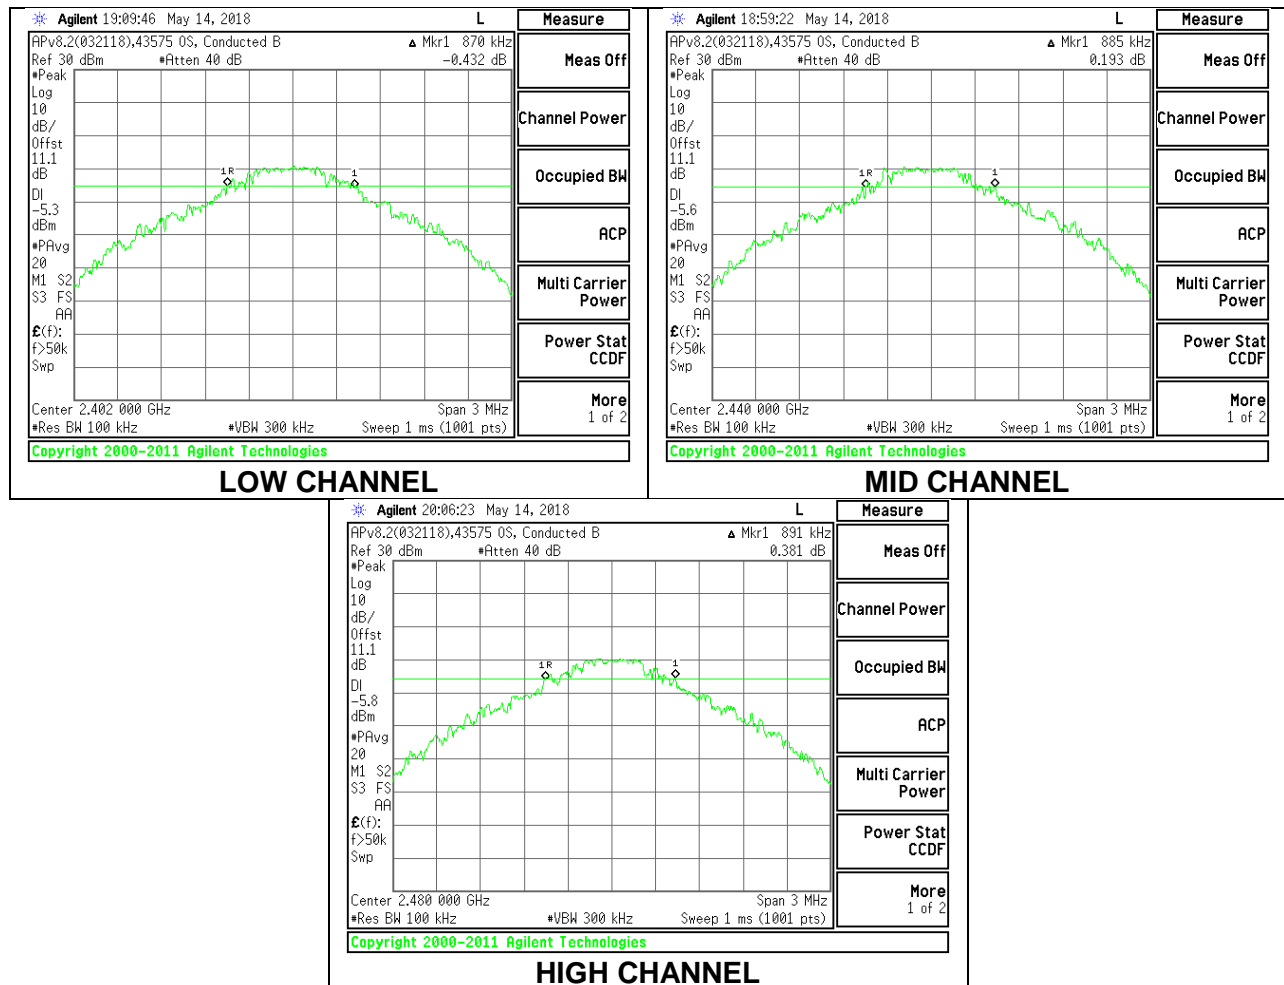 Agilent 19:09:46 May 14, 2018 L Measure
APv8.2(032118),43575 OS, Conducted B Δ Mkr1 870 kHz
Ref 30 dBm #Atten 40 dB -0.432 dB
#Peak
Log
10
dB/
Offst
11.1
dB
DI
-5.3
dBm
#PAvg
20
M1 S2
S3 FS
AA
£(f):
f>50k
Swp
1R
1
Center 2.402 000 GHz Span 3 MHz
#Res BW 100 kHz #VBW 300 kHz Sweep 1 ms (1001 pts)
Meas Off
Channel Power
Occupied BW
ACP
Multi Carrier
Power
Power Stat
CCDF
More
1 of 2
Copyright 2000-2011 Agilent Technologies
LOW CHANNEL
Agilent 18:59:22 May 14, 2018 L Measure
APv8.2(032118),43575 OS, Conducted B Δ Mkr1 885 kHz
Ref 30 dBm #Atten 40 dB 0.193 dB
#Peak
Log
10
dB/
Offst
11.1
dB
DI
-5.6
dBm
#PAvg
20
M1 S2
S3 FS
AA
£(f):
f>50k
Swp
1R
1
Center 2.440 000 GHz Span 3 MHz
#Res BW 100 kHz #VBW 300 kHz Sweep 1 ms (1001 pts)
Meas Off
Channel Power
Occupied BW
ACP
Multi Carrier
Power
Power Stat
CCDF
More
1 of 2
Copyright 2000-2011 Agilent Technologies
MID CHANNEL
Agilent 20:06:23 May 14, 2018 L Measure
APv8.2(032118),43575 OS, Conducted B Δ Mkr1 891 kHz
Ref 30 dBm #Atten 40 dB 0.381 dB
#Peak
Log
10
dB/
Offst
11.1
dB
DI
-5.8
dBm
#PAvg
20
M1 S2
S3 FS
AA
£(f):
f>50k
Swp
1R
1
Center 2.480 000 GHz Span 3 MHz
#Res BW 100 kHz #VBW 300 kHz Sweep 1 ms (1001 pts)
Meas Off
Channel Power
Occupied BW
ACP
Multi Carrier
Power
Power Stat
CCDF
More
1 of 2
Copyright 2000-2011 Agilent Technologies
HIGH CHANNEL